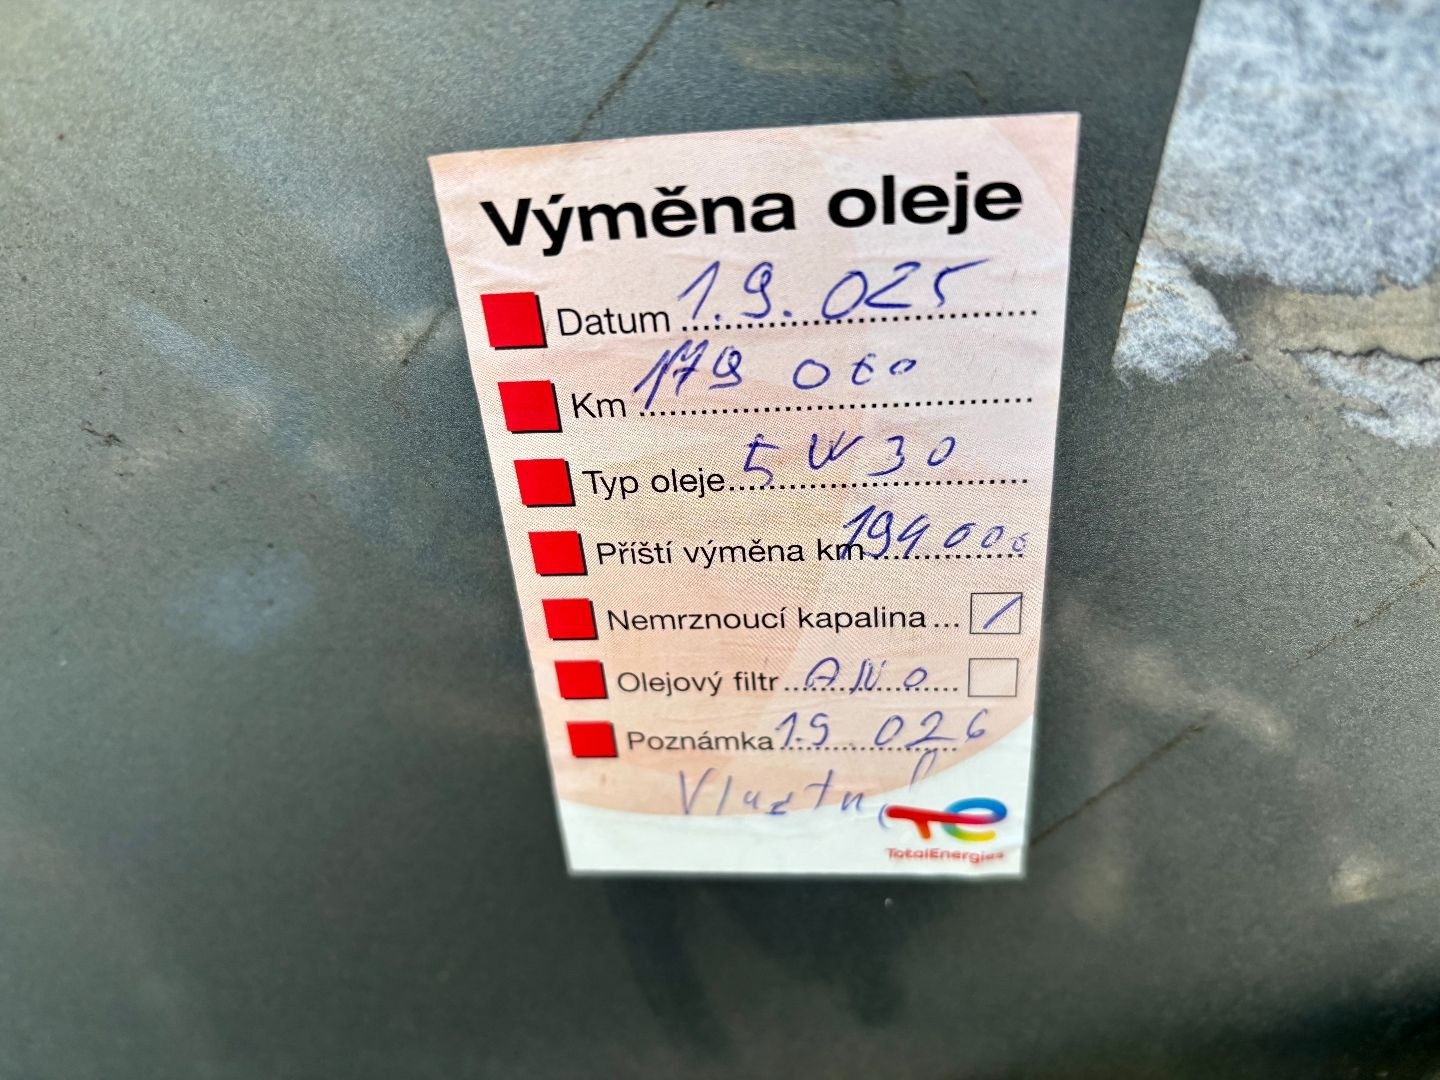 Výměna oleje
Datum 1.9.025
Km 179 000
Typ oleje 5W30
Příští výměna km 194 000
Nemrznoucí kapalina... /
Olejový filtr ANO
Poznámka 1.9 026
Vlastní
TotalEnergies